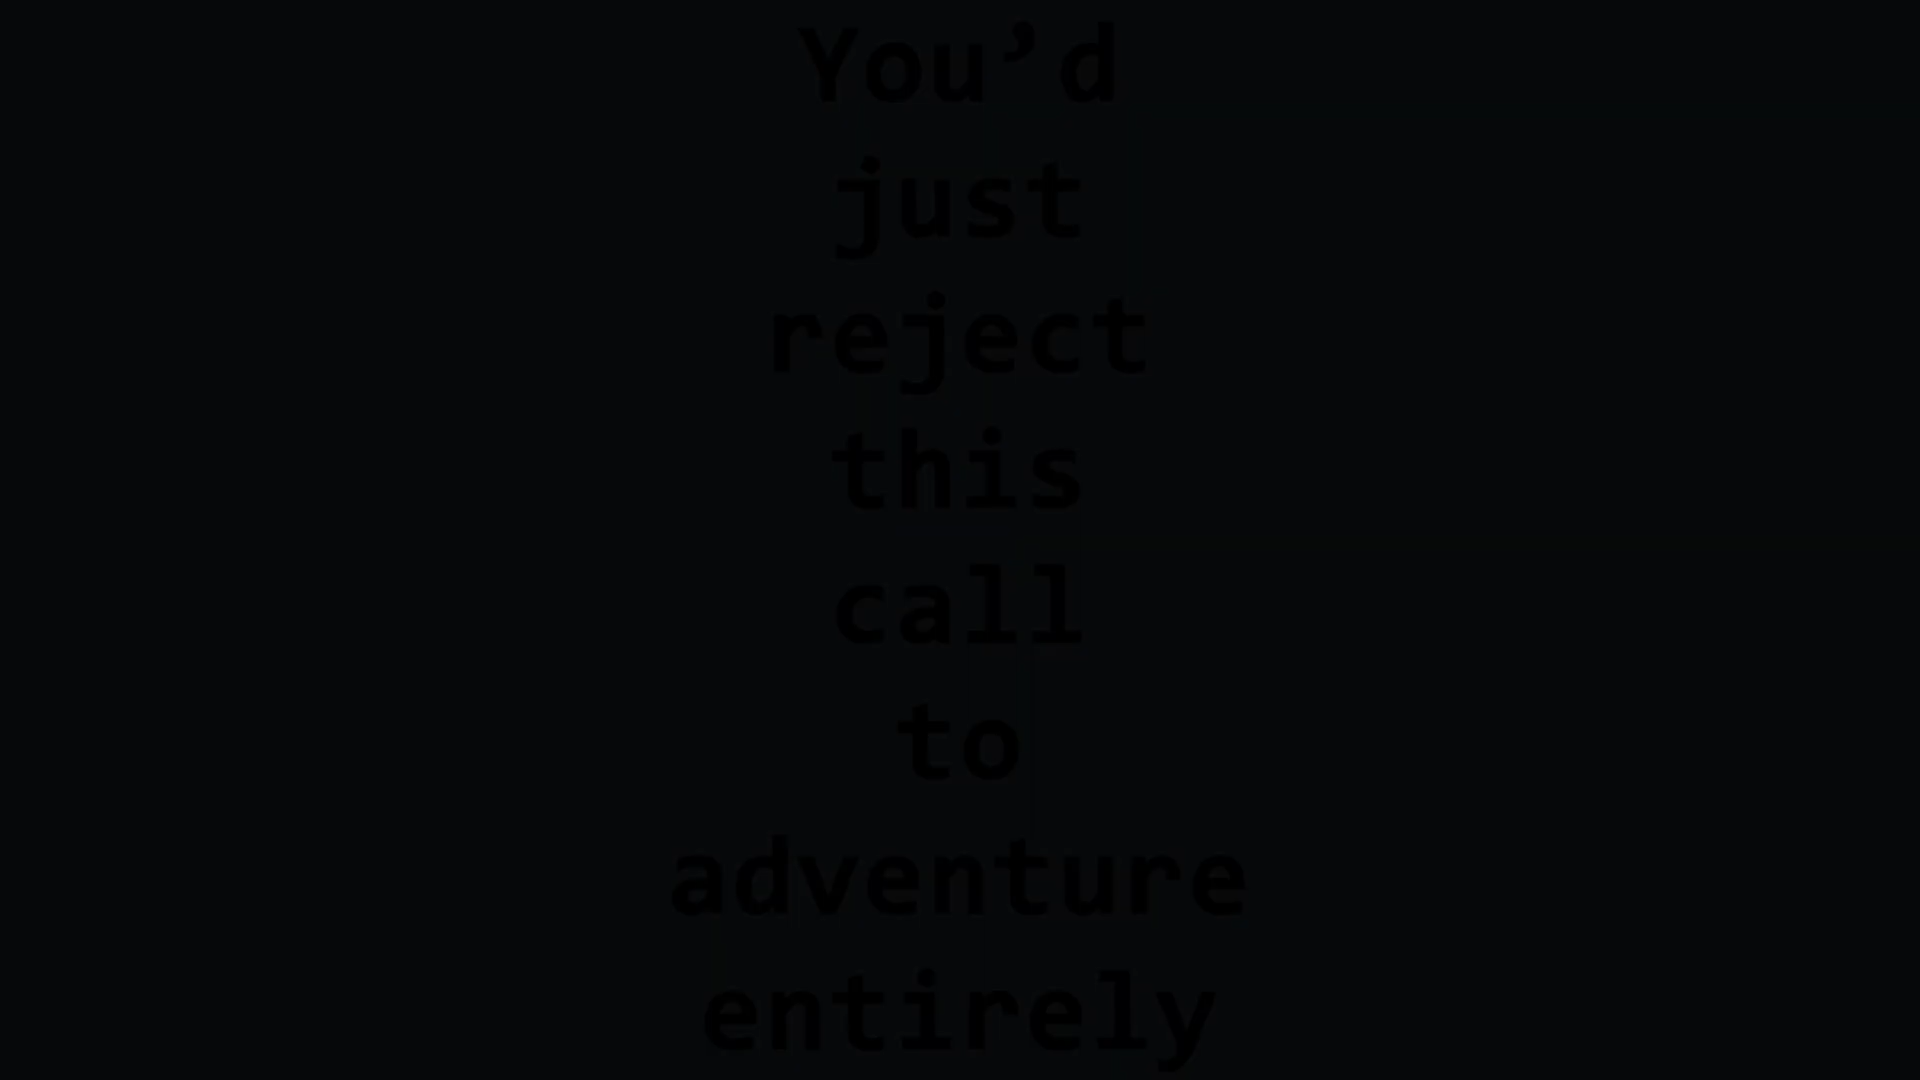 You’d
just
reject
this
call
to
adventure
entirely